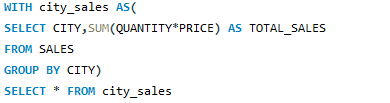 WITH city_sales AS(
SELECT CITY,SUM(QUANTITY*PRICE) AS TOTAL_SALES
FROM SALES
GROUP BY CITY)
SELECT * FROM city_sales